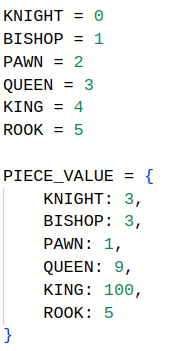 KNIGHT = 0
BISHOP = 1
PAWN = 2
QUEEN = 3
KING = 4
ROOK = 5

PIECE_VALUE = {
    KNIGHT: 3,
    BISHOP: 3,
    PAWN: 1,
    QUEEN: 9,
    KING: 100,
    ROOK: 5
}